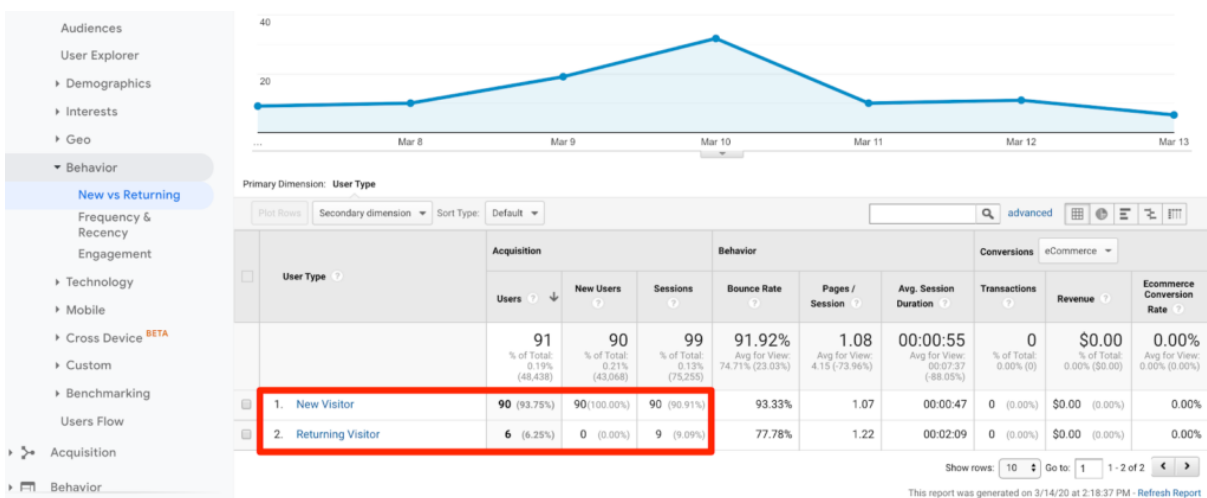 Audiences
User Explorer
Demographics
Interests
Geo
Behavior
New vs Returning
Frequency &
Recency
Engagement
Technology
Mobile
Cross Device BETA
Custom
Benchmarking
Users Flow
Acquisition
Behavior
40
20
...
Mar 8
Mar 9
Mar 10
Mar 11
Mar 12
Mar 13
Primary Dimension: User Type
Plot Rows
Secondary dimension
Sort Type:
Default
advanced
User Type ?
Acquisition
Behavior
Conversions
eCommerce
Users ?
New Users
?
Sessions
?
Bounce Rate
?
Pages /
Session ?
Avg. Session
Duration ?
Transactions
?
Revenue ?
Ecommerce
Conversion
Rate ?
91
% of Total:
0.19%
(48,438)
90
% of Total:
0.21%
(43,068)
99
% of Total:
0.13%
(75,255)
91.92%
Avg for View:
74.71% (23.03%)
1.08
Avg for View:
4.15 (-73.96%)
00:00:55
Avg for View:
00:07:37
(-88.05%)
0
% of Total:
0.00% (0)
$0.00
% of Total:
0.00% ($0.00)
0.00%
Avg for View:
0.00% (0.00%)
1. New Visitor 90 (93.75%) 90(100.00%) 90 (90.91%) 93.33% 1.07 00:00:47 0 (0.00%) $0.00 (0.00%) 0.00%
2. Returning Visitor 6 (6.25%) 0 (0.00%) 9 (9.09%) 77.78% 1.22 00:02:09 0 (0.00%) $0.00 (0.00%) 0.00%
Show rows: 10 Go to: 1 1 - 2 of 2
This report was generated on 3/14/20 at 2:18:37 PM - Refresh Report